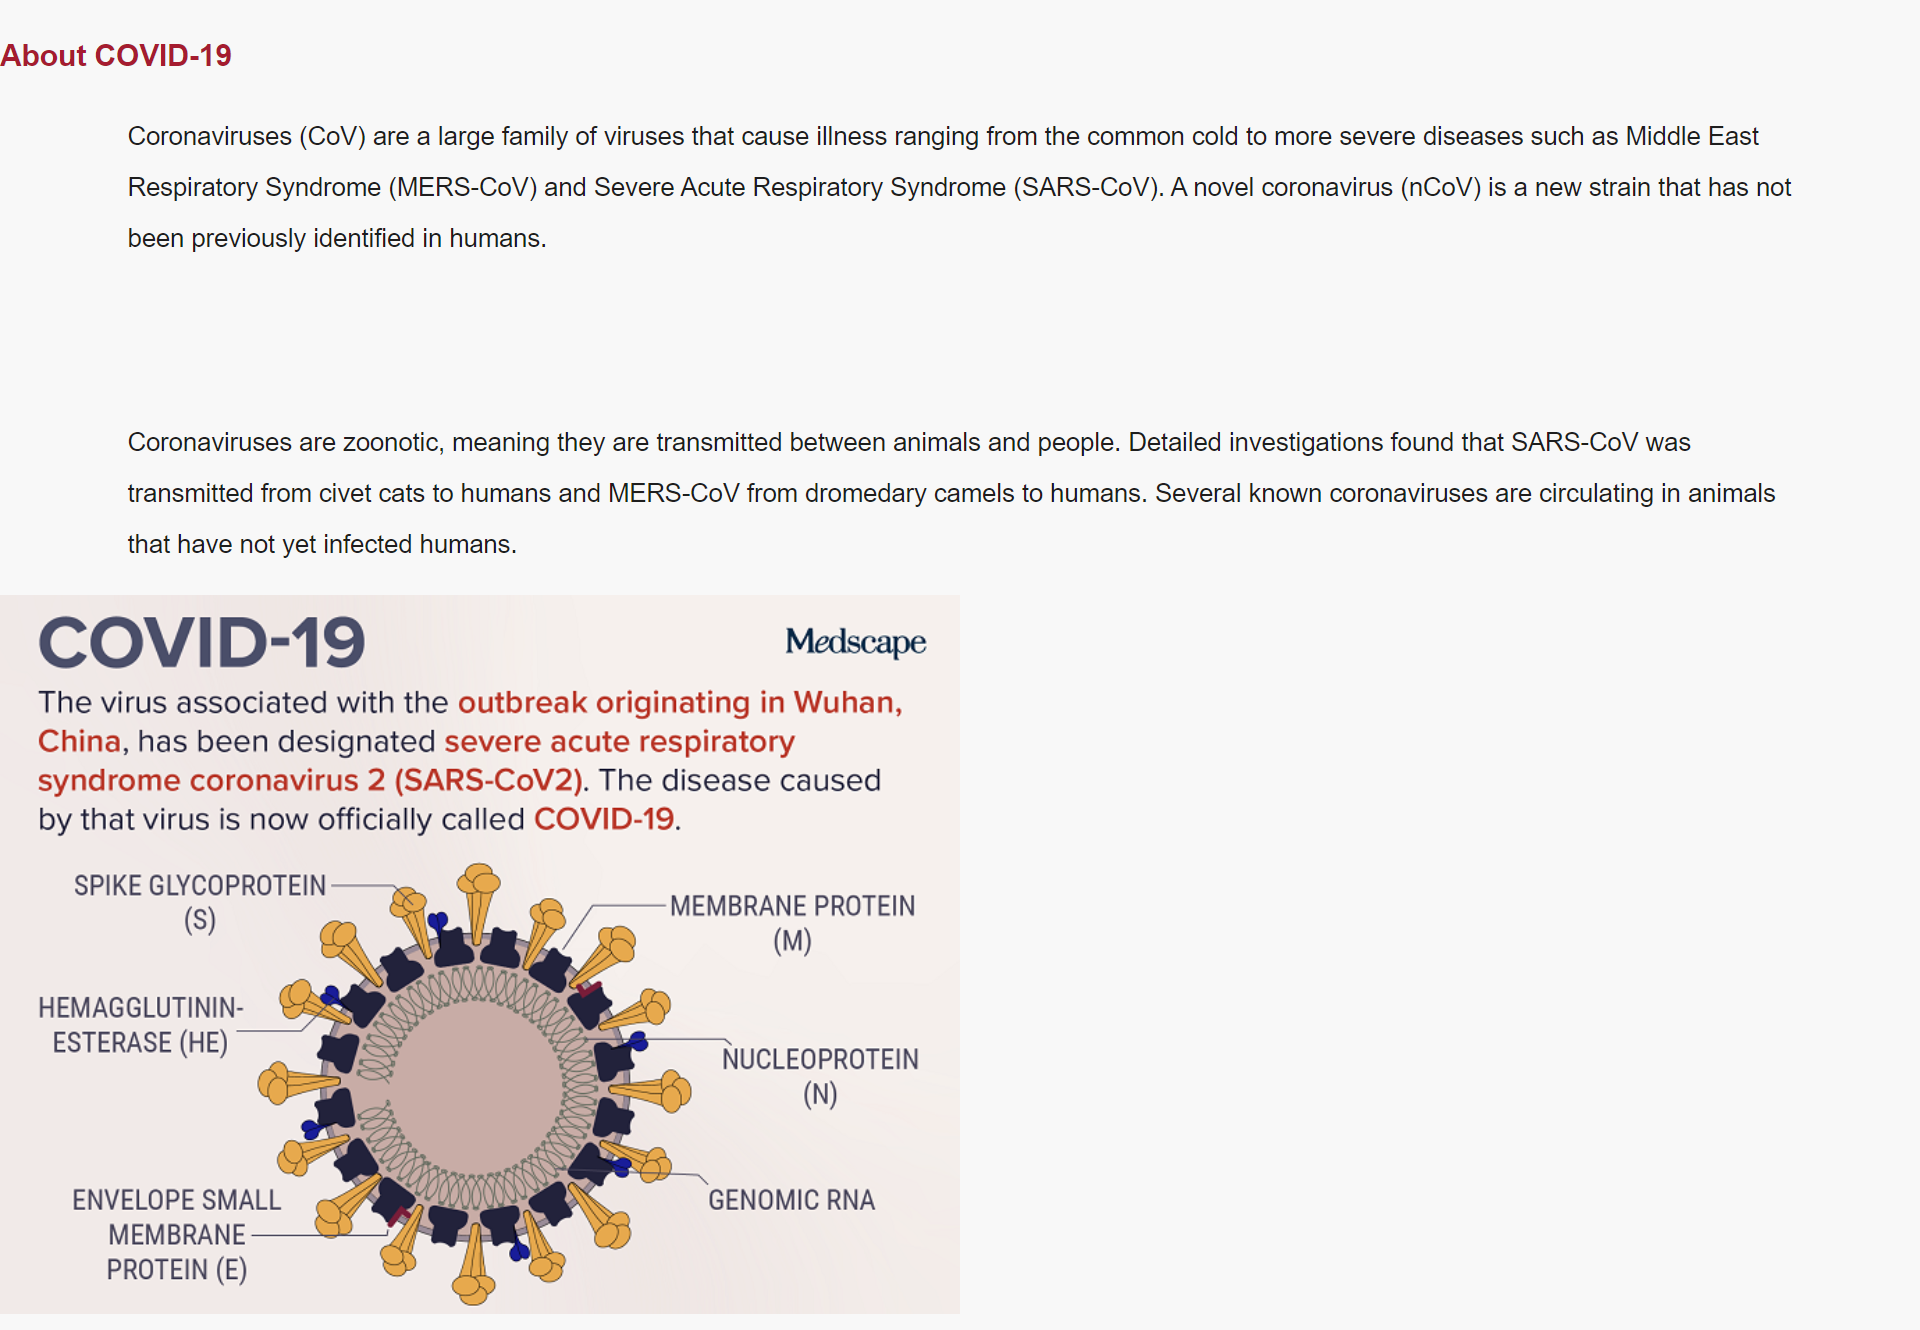 About COVID-19
Coronaviruses (CoV) are a large family of viruses that cause illness ranging from the common cold to more severe diseases such as Middle East
Respiratory Syndrome (MERS-CoV) and Severe Acute Respiratory Syndrome (SARS-CoV). A novel coronavirus (nCoV) is a new strain that has not
been previously identified in humans.
Coronaviruses are zoonotic, meaning they are transmitted between animals and people. Detailed investigations found that SARS-CoV was
transmitted from civet cats to humans and MERS-CoV from dromedary camels to humans. Several known coronaviruses are circulating in animals
that have not yet infected humans.
COVID-19
Medscape
The virus associated with the outbreak originating in Wuhan,
China, has been designated severe acute respiratory
syndrome coronavirus 2 (SARS-CoV2). The disease caused
by that virus is now officially called COVID-19.
SPIKE GLYCOPROTEIN
(S)
MEMBRANE PROTEIN
(M)
HEMAGGLUTININ-
ESTERASE (HE)
NUCLEOPROTEIN
(N)
ENVELOPE SMALL
MEMBRANE
PROTEIN (E)
GENOMIC RNA